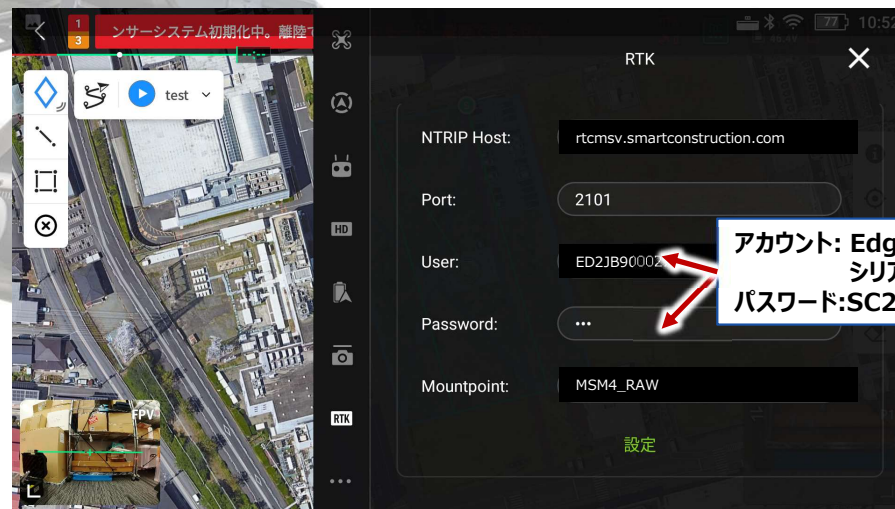 1
3
ンサーシステム初期化中。離陸
77
10:52
test
RTK
NTRIP Host:
rtcmsv.smartconstruction.com
Port:
2101
HD
User:
ED2JB90002
アカウント: Edg
シリア
パスワード:SC2
Password:
•••
Mountpoint:
MSM4_RAW
RTK
設定
FPV